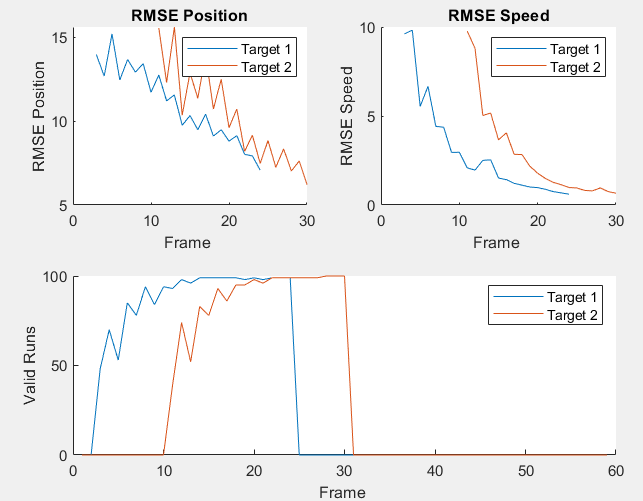 RMSE Position
RMSE Position
15
10
5
Target 1
Target 2
0 10 20 30
Frame
RMSE Speed
RMSE Speed
10
5
0
Target 1
Target 2
0 10 20 30
Frame
Valid Runs
100
50
0
Target 1
Target 2
0 10 20 30 40 50 60
Frame